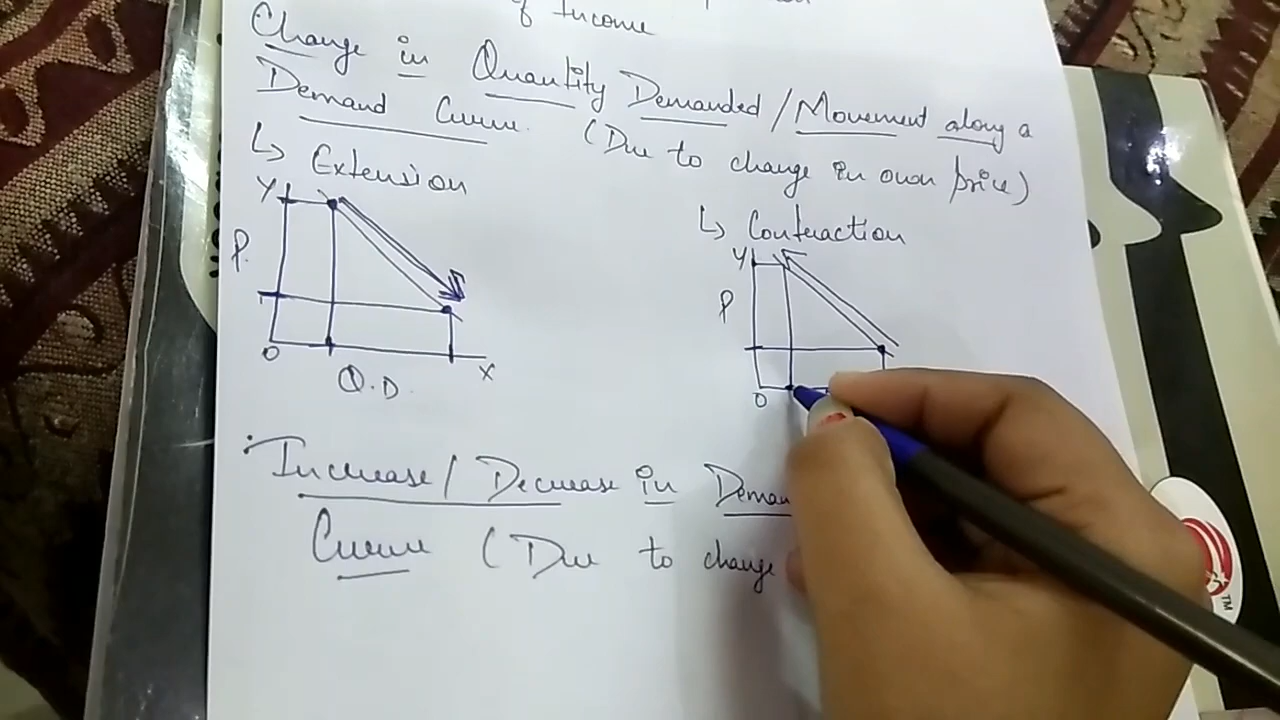 of Income
Change in Quantity Demanded/Movement along a
Demand Curve. (Due to change in own price)
↳ Extension
Y
P.
O
Q.D.
X
↳ Contraction
Y
P
O
Increase/Decrease in Deman
Curve (Due to change
TM